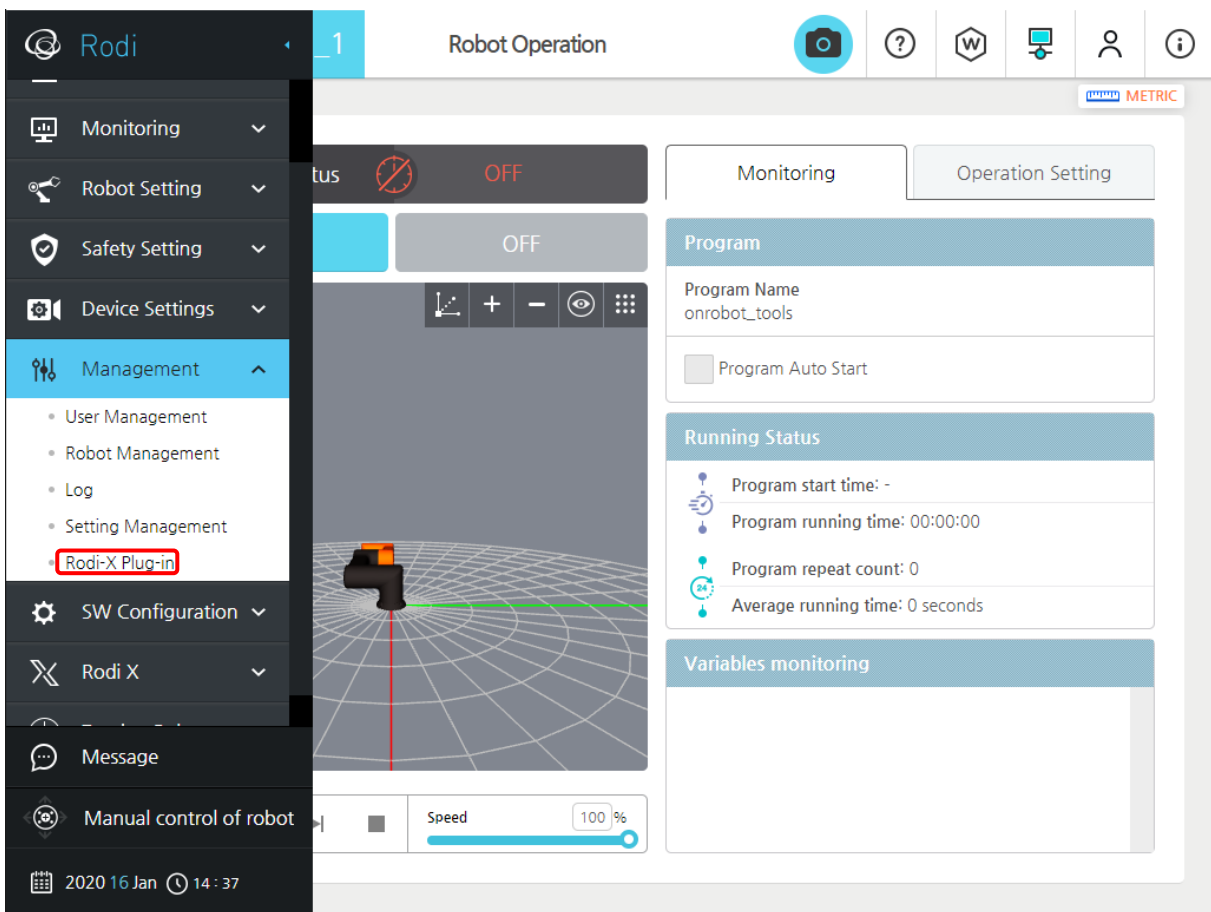 Rodi
_1
Robot Operation
METRIC
Monitoring
Robot Setting
Safety Setting
Device Settings
Management
User Management
Robot Management
Log
Setting Management
Rodi-X Plug-in
SW Configuration
Rodi X
Message
Manual control of robot
2020 16 Jan 14 : 37
tus
OFF
OFF
Speed
100 %
Monitoring
Operation Setting
Program
Program Name
onrobot_tools
Program Auto Start
Running Status
Program start time: -
Program running time: 00:00:00
24
Program repeat count: 0
Average running time: 0 seconds
Variables monitoring